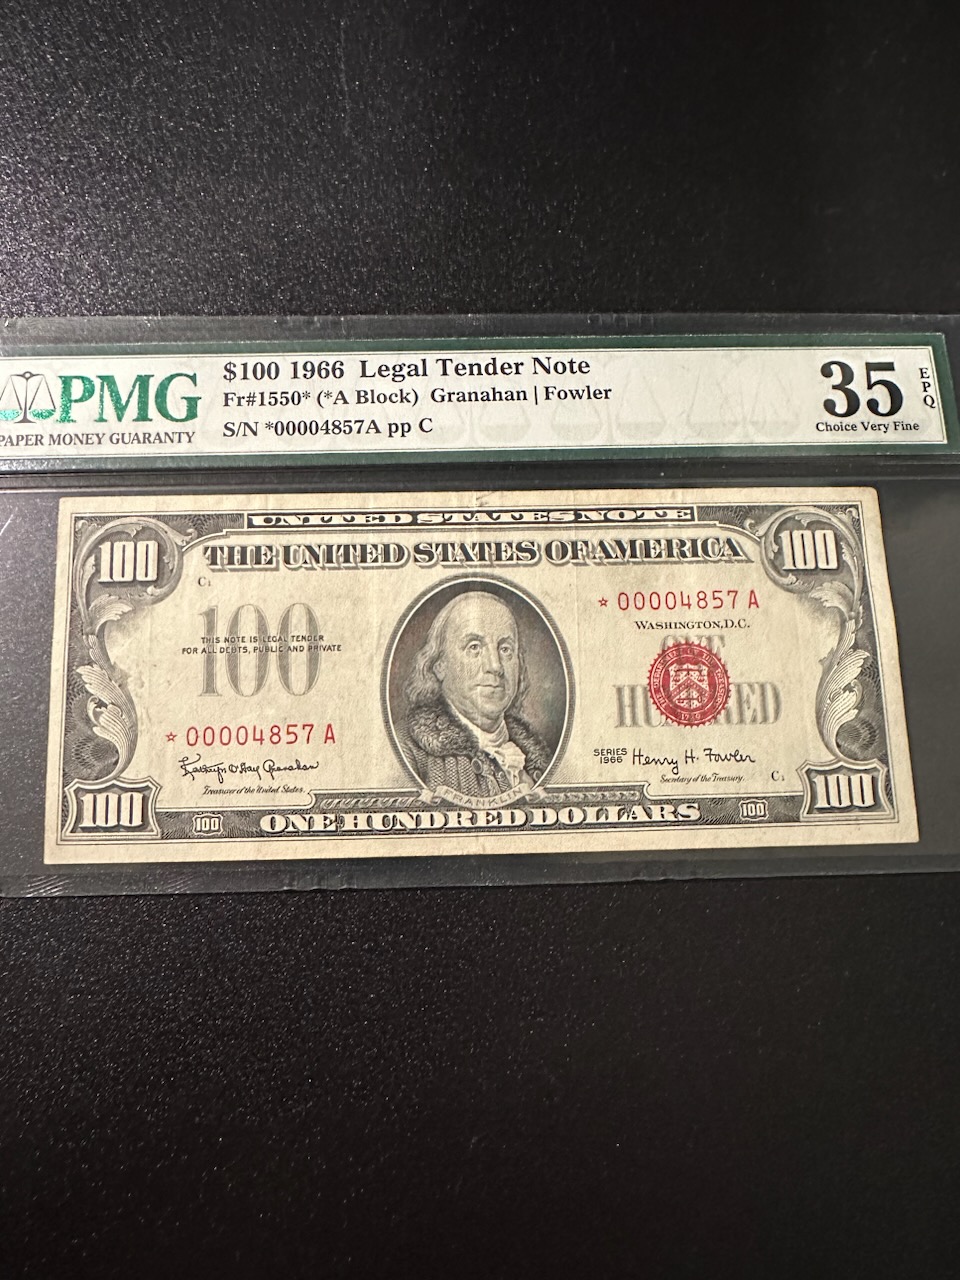 PMG
PAPER MONEY GUARANTY
$100 1966 Legal Tender Note
Fr#1550* (*A Block) Granahan | Fowler
S/N *00004857A pp C
35 EPQ
Choice Very Fine
UNITED STATES NOTE
100 THE UNITED STATES OF AMERICA 100
C1
100
THIS NOTE IS LEGAL TENDER
FOR ALL DEBTS, PUBLIC AND PRIVATE
* 00004857 A
WASHINGTON, D.C.
ONE
HUNDRED
* 00004857 A
Kathryn O'Hay Granahan
Treasurer of the United States.
SERIES
1966
Henry H. Fowler
Secretary of the Treasury.
C1
FRANKLIN
100 100 ONE HUNDRED DOLLARS 100 100